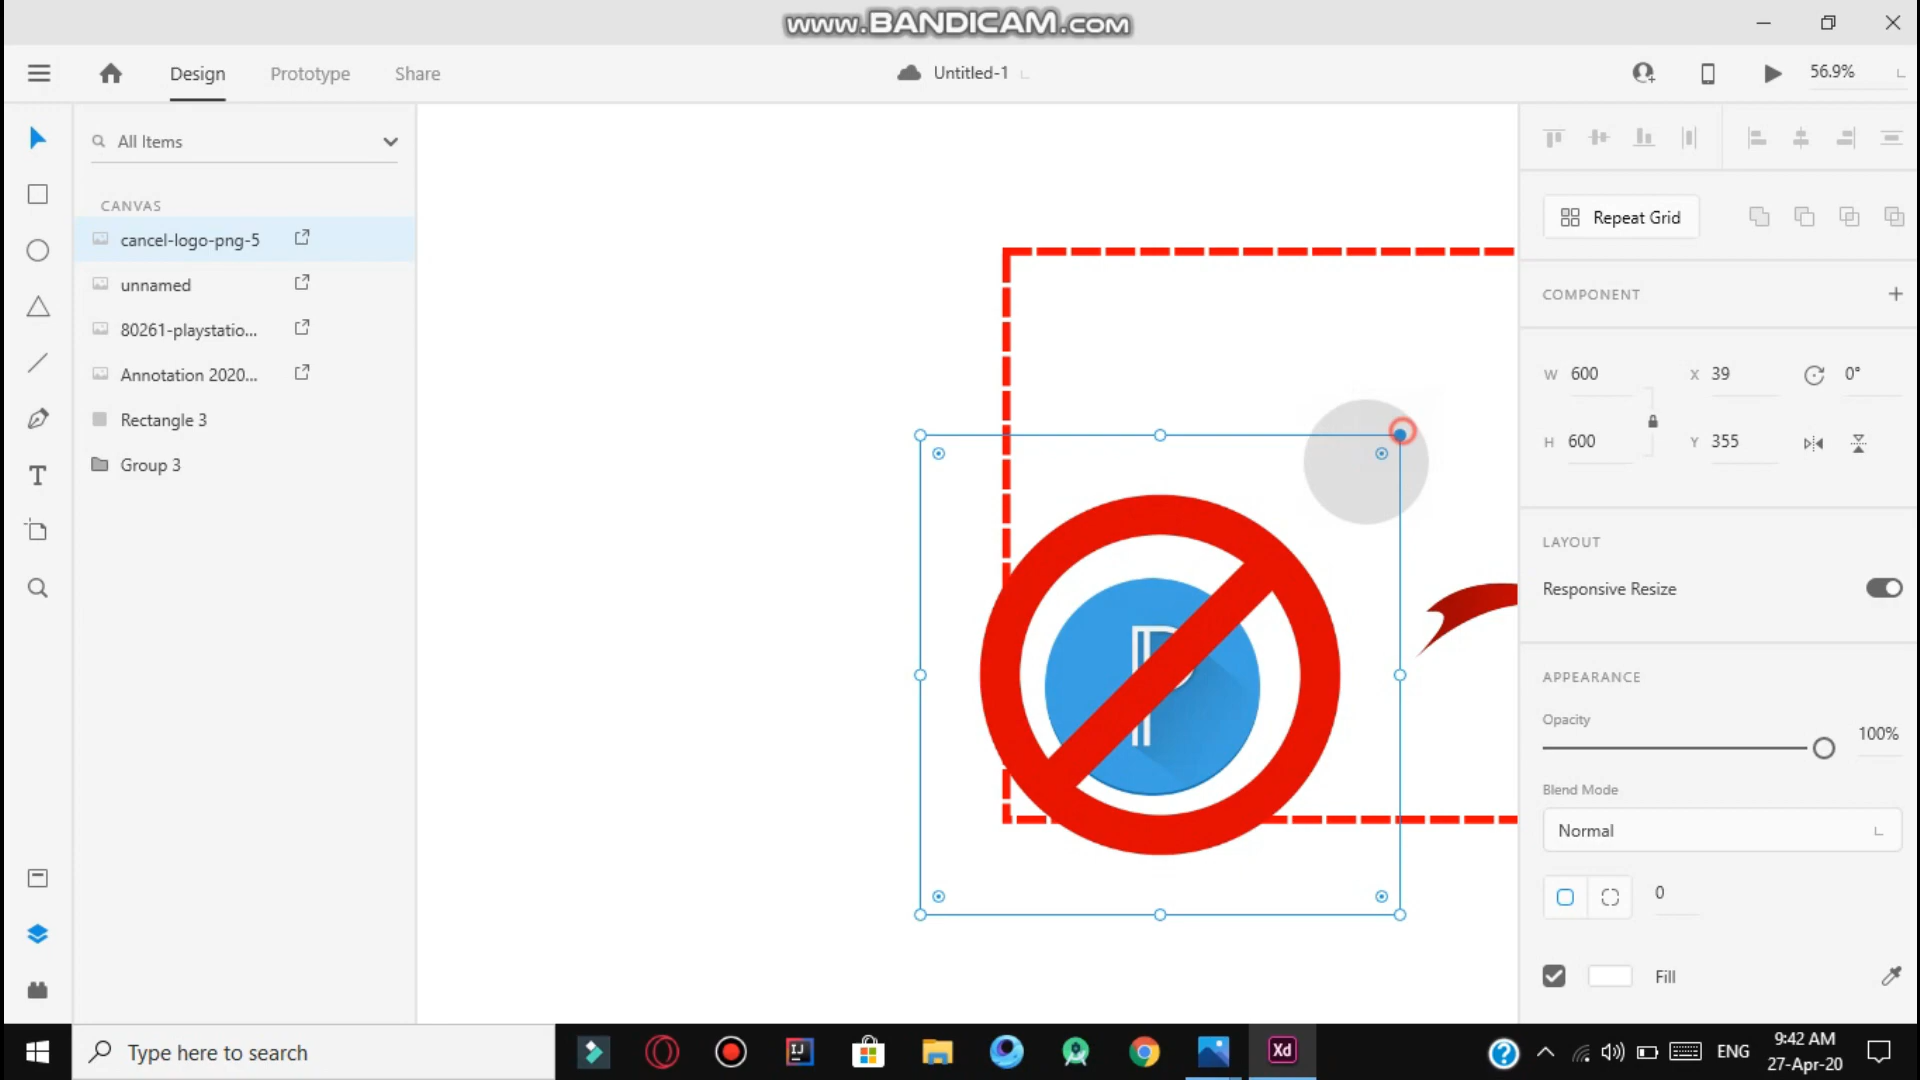 www.BANDICAM.com
Design
Prototype
Share
Untitled-1
56.9%
All Items
CANVAS
cancel-logo-png-5
unnamed
80261-playstatio...
Annotation 2020...
Rectangle 3
Group 3
P
Repeat Grid
COMPONENT
W 600
X 39
0°
H 600
Y 355
LAYOUT
Responsive Resize
APPEARANCE
Opacity
100%
Blend Mode
Normal
0
Fill
Type here to search
IJ
Xd
ENG
9:42 AM
27-Apr-20